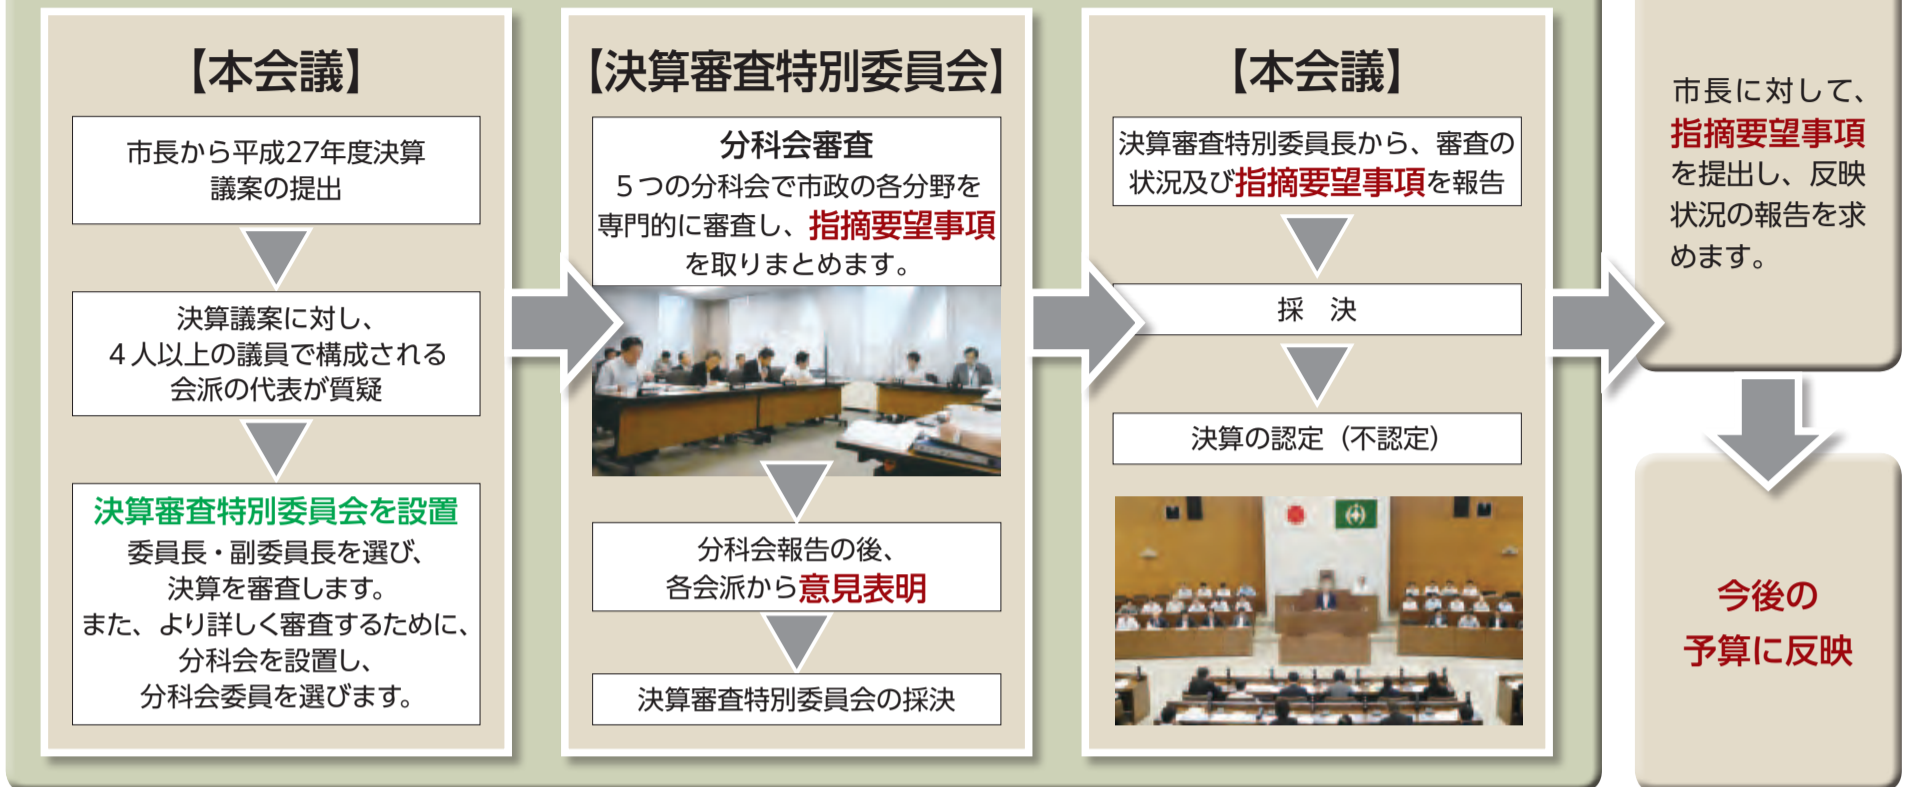 【本会議】
市長から平成27年度決算
議案の提出
決算議案に対し、
4人以上の議員で構成される
会派の代表が質疑
決算審査特別委員会を設置
委員長・副委員長を選び、
決算を審査します。
また、より詳しく審査するために、
分科会を設置し、
分科会委員を選びます。
【決算審査特別委員会】
分科会審査
5つの分科会で市政の各分野を
専門的に審査し、指摘要望事項
を取りまとめます。
分科会報告の後、
各会派から意見表明
決算審査特別委員会の採決
【本会議】
決算審査特別委員長から、審査の
状況及び指摘要望事項を報告
採　決
決算の認定（不認定）
市長に対して、
指摘要望事項
を提出し、反映
状況の報告を求
めます。
今後の
予算に反映